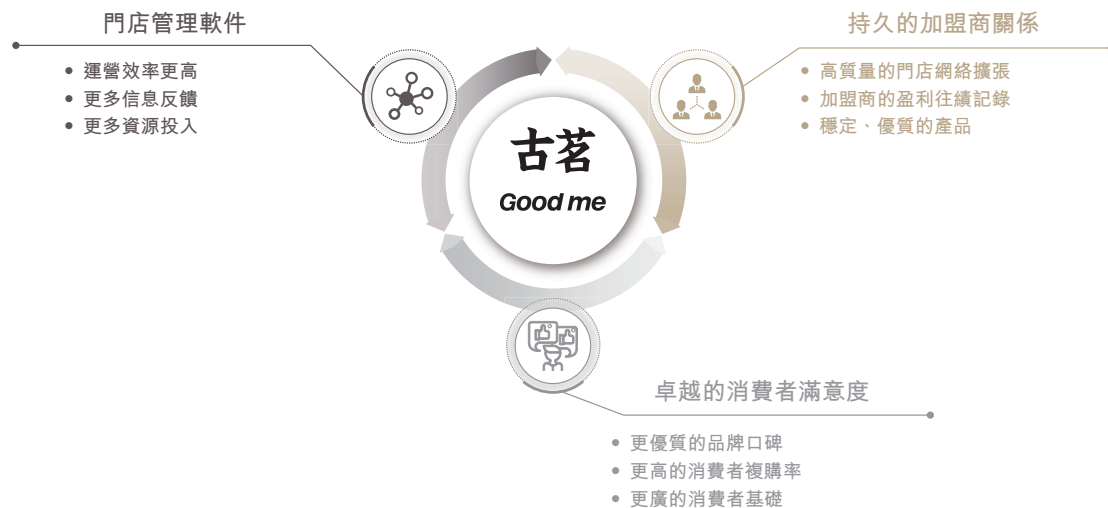 門店管理軟件
運營效率更高
更多信息反饋
更多資源投入
持久的加盟商關係
高質量的門店網絡擴張
加盟商的盈利往績記錄
穩定、優質的產品
古茗
Good me
卓越的消費者滿意度
更優質的品牌口碑
更高的消費者複購率
更廣的消費者基礎